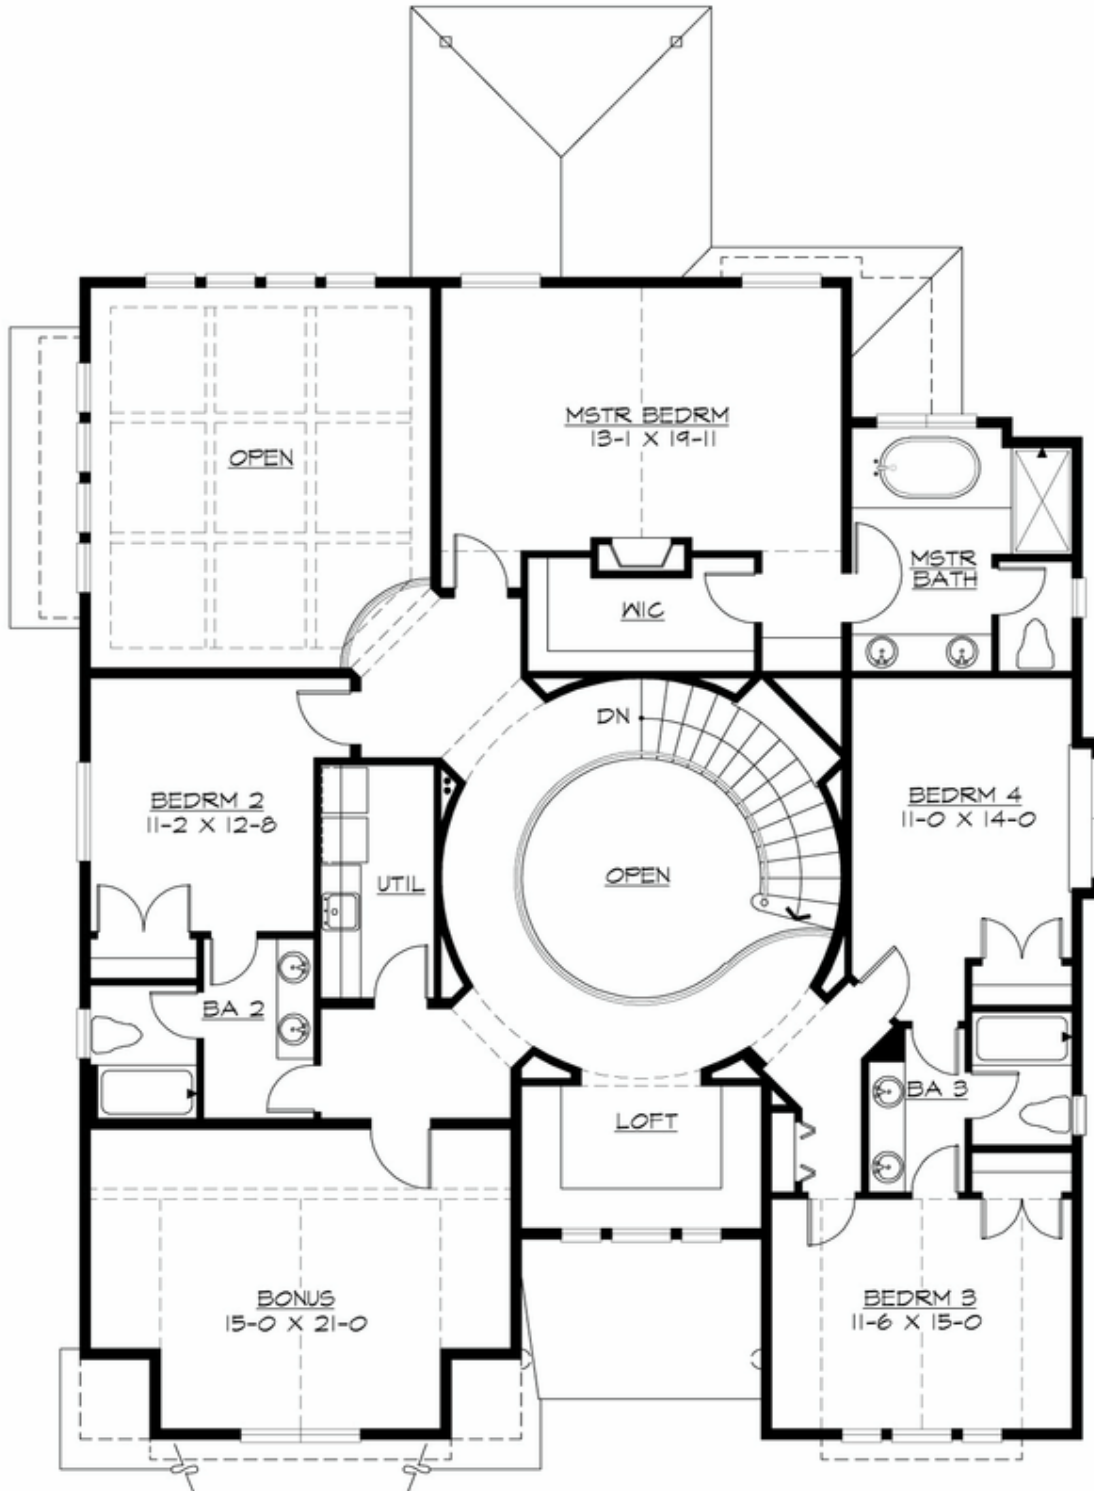 MSTR BEDRM
13-1 X 19-11
OPEN
MSTR
BATH
WIC
DN
BEDRM 2
11-2 X 12-8
BEDRM 4
11-0 X 14-0
UTIL
OPEN
BA 2
BA 3
LOFT
BONUS
15-0 X 21-0
BEDRM 3
11-6 X 15-0